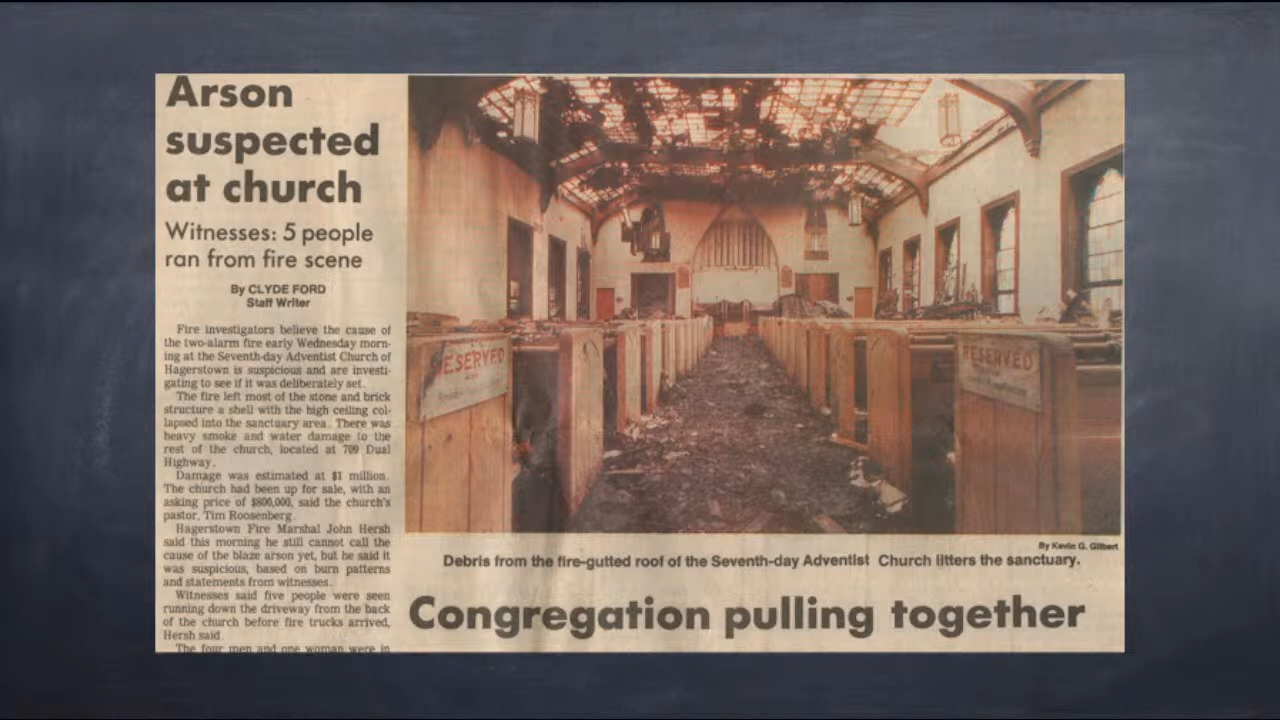 Arson
suspected
at church
Witnesses: 5 people
ran from fire scene
By CLYDE FORD
Staff Writer
Fire investigators believe the cause of
the two-alarm fire early Wednesday morn-
ing at the Seventh-day Adventist Church of
Hagerstown is suspicious and are investi-
gating to see if it was deliberately set.
The fire left most of the stone and brick
structure a shell with the high ceiling col-
lapsed into the sanctuary area. There was
heavy smoke and water damage to the
rest of the church, located at 709 Dual
Highway.
Damage was estimated at $1 million.
The church had been up for sale, with an
asking price of $800,000, said the church's
pastor, Tim Roosenberg.
Hagerstown Fire Marshal John Hersh
said this morning he still cannot call the
cause of the blaze arson yet, but he said it
was suspicious, based on burn patterns
and statements from witnesses.
Witnesses said five people were seen
running down the driveway from the back
of the church before fire trucks arrived,
Hersh said.
The four men and one woman were in
RESERVED
RESERVED
By Kevin G. Gilbert
Debris from the fire-gutted roof of the Seventh-day Adventist Church litters the sanctuary.
Congregation pulling together